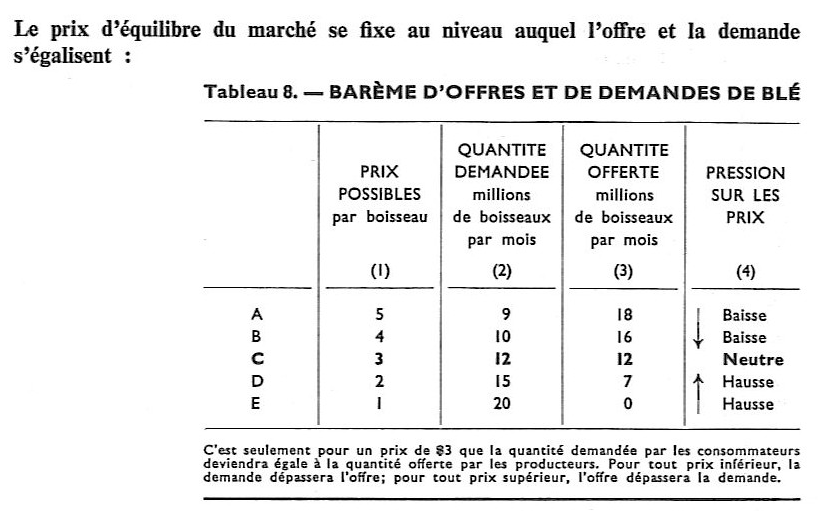 Le prix d'équilibre du marché se fixe au niveau auquel l'offre et la demande
s'égalisent :
Tableau 8. — BARÈME D'OFFRES ET DE DEMANDES DE BLÉ
PRIX POSSIBLES par boisseau (1)
QUANTITE DEMANDEE millions de boisseaux par mois (2)
QUANTITE OFFERTE millions de boisseaux par mois (3)
PRESSION SUR LES PRIX (4)
A 5 9 18 Baisse
B 4 10 16 Baisse
C 3 12 12 Neutre
D 2 15 7 Hausse
E 1 20 0 Hausse
C'est seulement pour un prix de $3 que la quantité demandée par les consommateurs
deviendra égale à la quantité offerte par les producteurs. Pour tout prix inférieur, la
demande dépassera l'offre; pour tout prix supérieur, l'offre dépassera la demande.